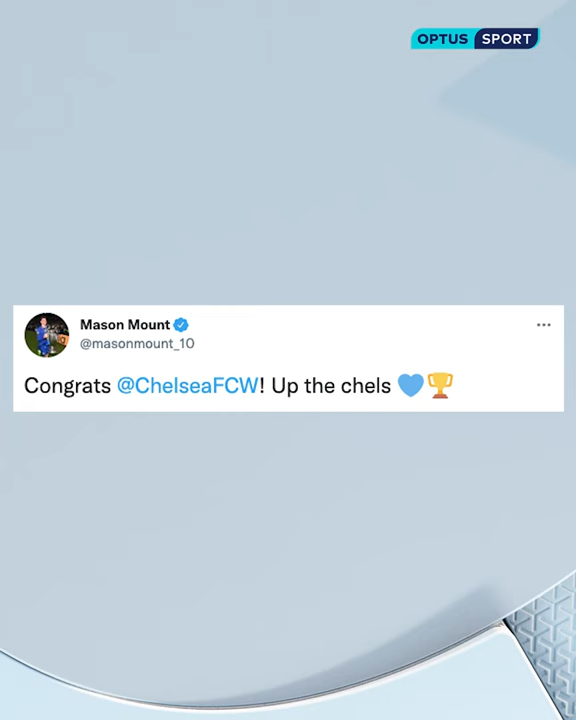 OPTUS SPORT
Mason Mount
@masonmount_10
Congrats @ChelseaFCW! Up the chels 💙🏆